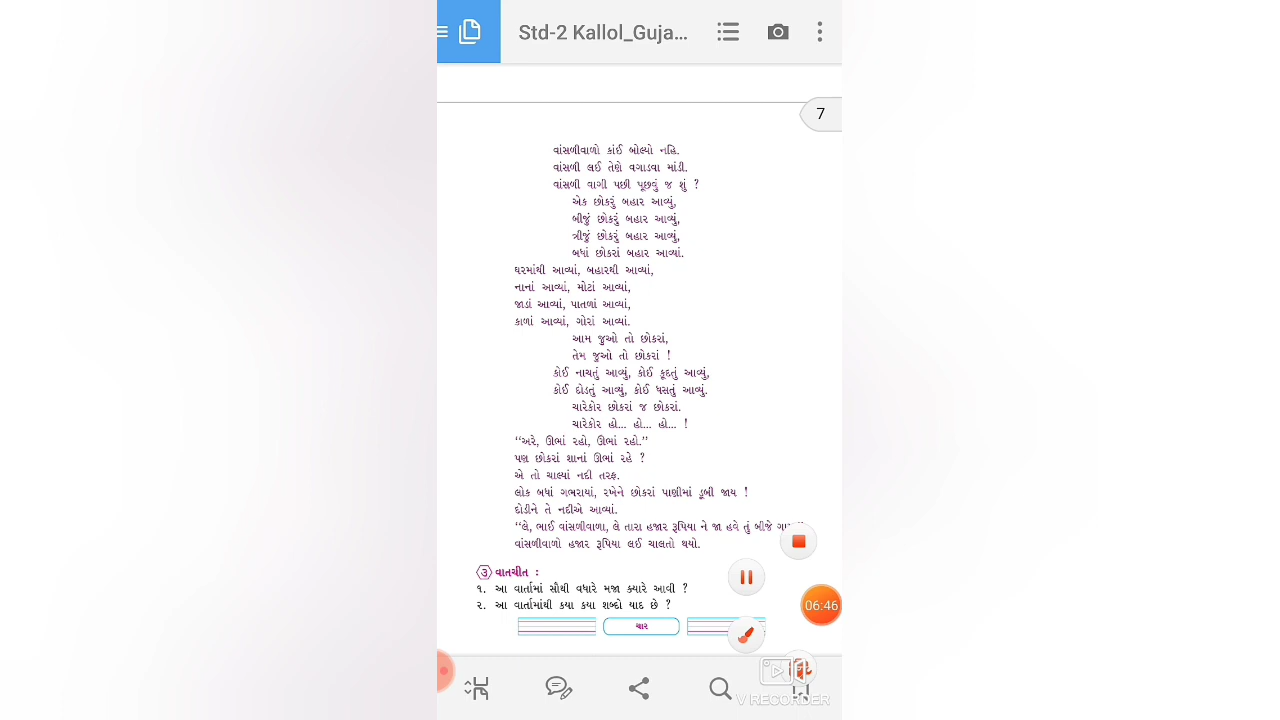 Std-2 Kallol_Guja...
7
વાંસળીવાળો કાંઈ બોલ્યો નહિ.
વાંસળી લઈ તેણે વગાડવા માંડી.
વાંસળી વાગી પછી પૂછવું જ શું ?
એક છોકરું બહાર આવ્યું,
બીજું છોકરું બહાર આવ્યું,
ત્રીજું છોકરું બહાર આવ્યું,
બધાં છોકરાં બહાર આવ્યાં.
ઘરમાંથી આવ્યાં, બહારથી આવ્યાં,
નાનાં આવ્યાં, મોટાં આવ્યાં,
જાડાં આવ્યાં, પાતળાં આવ્યાં,
કાળાં આવ્યાં, ગોરાં આવ્યાં.
આમ જુઓ તો છોકરાં,
તેમ જુઓ તો છોકરાં !
કોઈ નાચતું આવ્યું, કોઈ કૂદતું આવ્યું,
કોઈ દોડતું આવ્યું, કોઈ ધસતું આવ્યું.
ચારેકોર છોકરાં જ છોકરાં.
ચારેકોર હો... હો... હો... !
“અરે, ઊભાં રહો, ઊભાં રહો.”
પણ છોકરાં શાનાં ઊભાં રહે ?
એ તો ચાલ્યાં નદી તરફ.
લોક બધાં ગભરાયાં, રખેને છોકરાં પાણીમાં ડૂબી જાય !
દોડીને તે નદીએ આવ્યાં.
“લે, ભાઈ વાંસળીવાળા, લે તારા હજાર રૂપિયા ને જા હવે તું બીજે
વાંસળીવાળો હજાર રૂપિયા લઈ ચાલતો થયો.
૩ વાતચીત :
૧. આ વાર્તામાં સૌથી વધારે મજા ક્યારે આવી ?
૨. આ વાર્તામાંથી કયા કયા શબ્દો યાદ છે ?
ચાર
06:46
V RECORDER